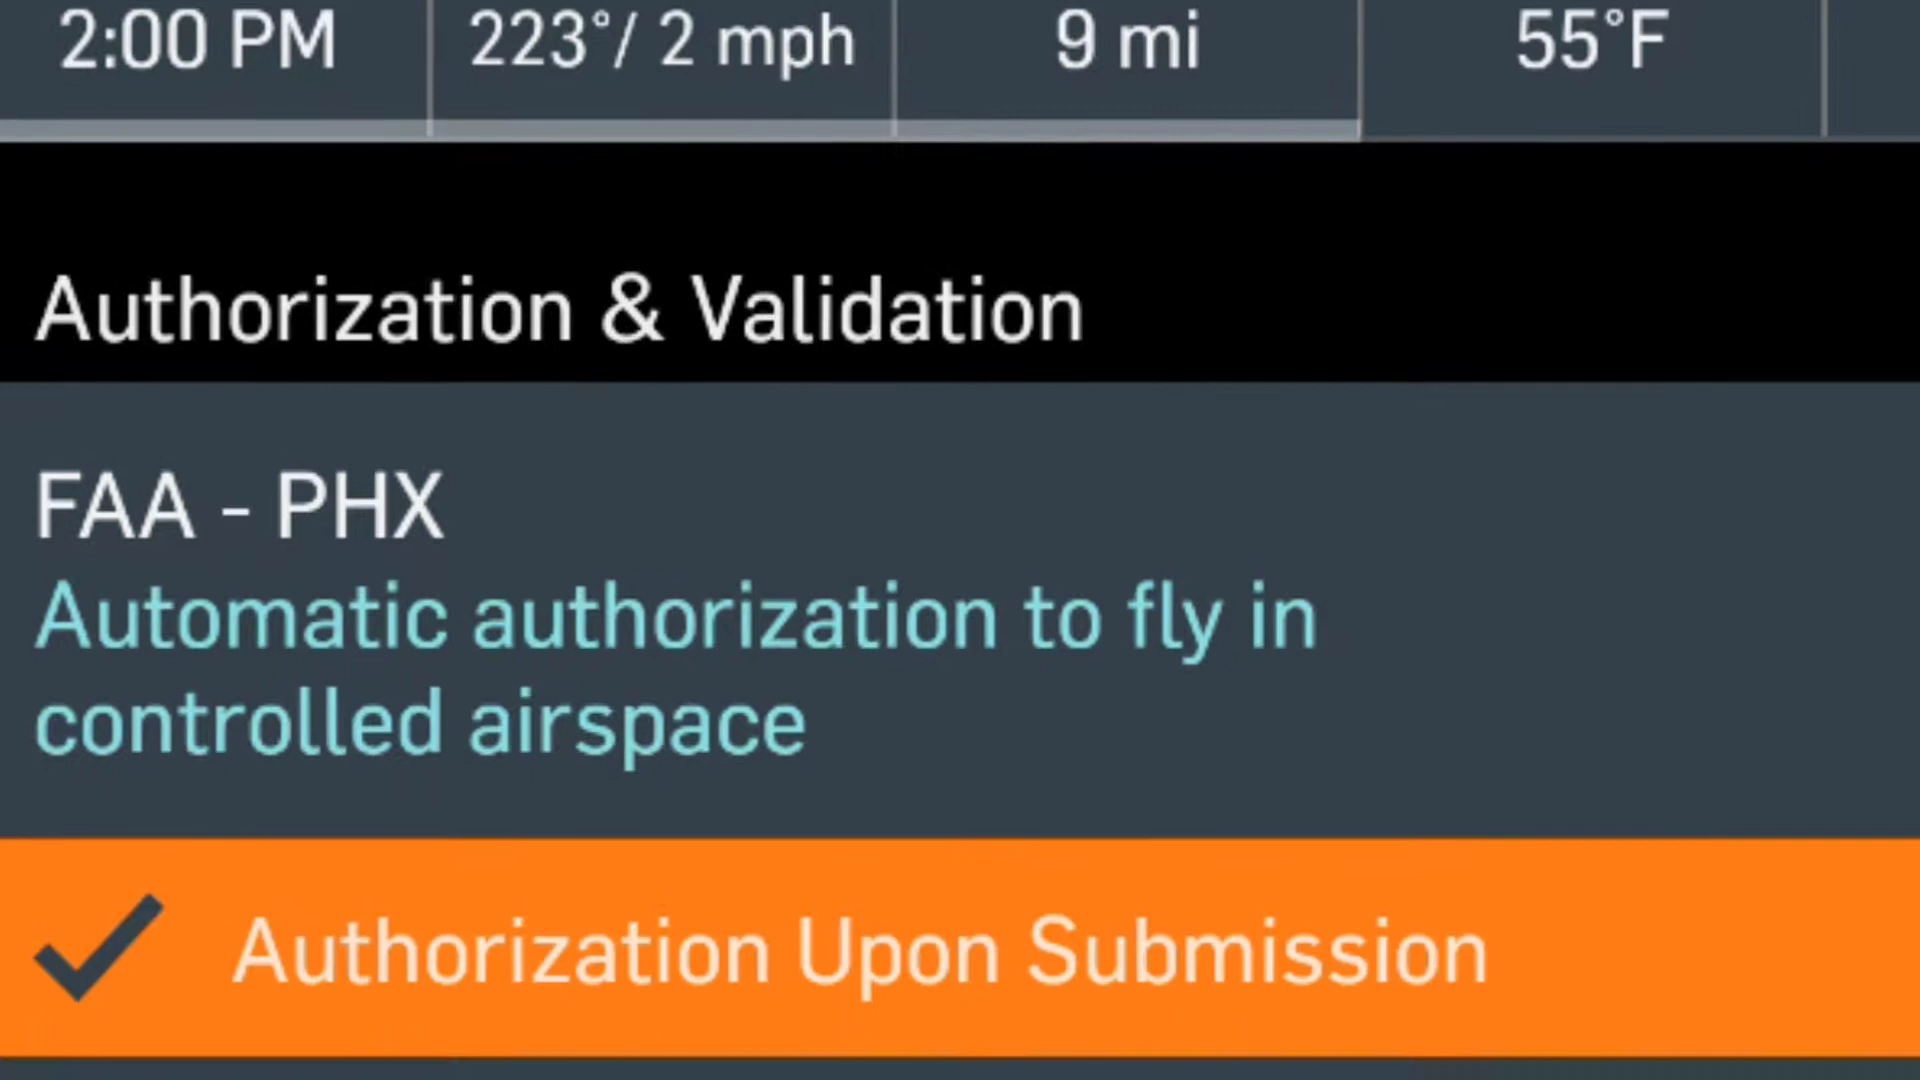 2:00 PM 223°/ 2 mph 9 mi 55°F
Authorization & Validation
FAA - PHX
Automatic authorization to fly in
controlled airspace
Authorization Upon Submission